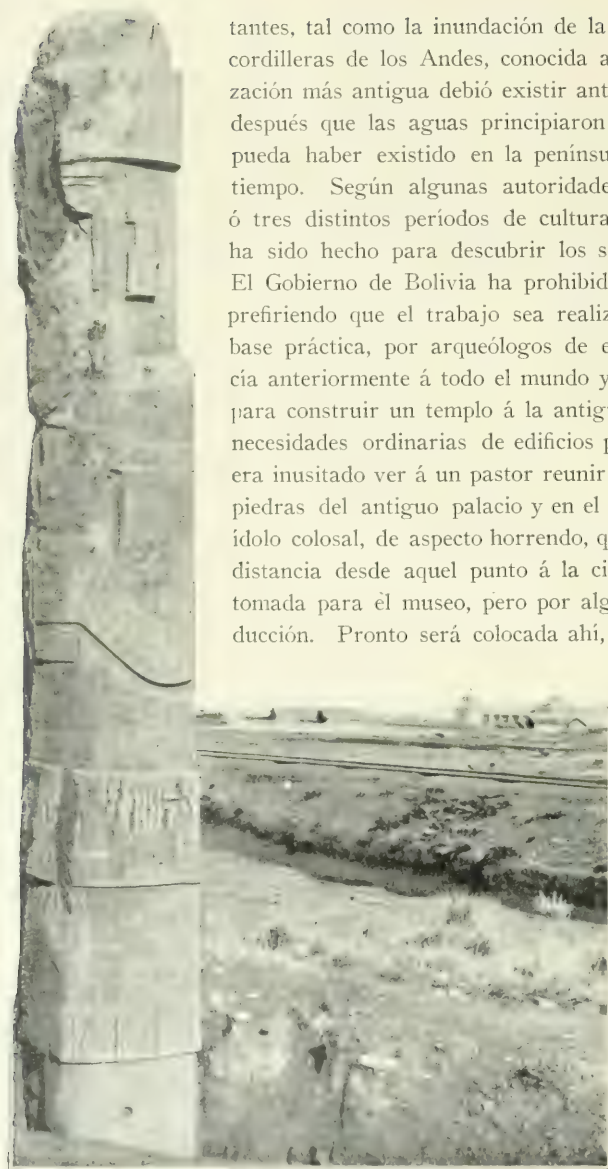 tantes, tal como la inundación de la
cordilleras de los Andes, conocida a
zación más antigua debió existir ant
después que las aguas principiaron
pueda haber existido en la penínsu
tiempo. Según algunas autoridade
ó tres distintos períodos de cultura
ha sido hecho para descubrir los s
El Gobierno de Bolivia ha prohibid
prefiriendo que el trabajo sea realiz
base práctica, por arqueólogos de e
cía anteriormente á todo el mundo y
para construir un templo á la antig
necesidades ordinarias de edificios p
era inusitado ver á un pastor reunir
piedras del antiguo palacio y en el
ídolo colosal, de aspecto horrendo, q
distancia desde aquel punto á la ci
tomada para el museo, pero por alg
ducción. Pronto será colocada ahí,